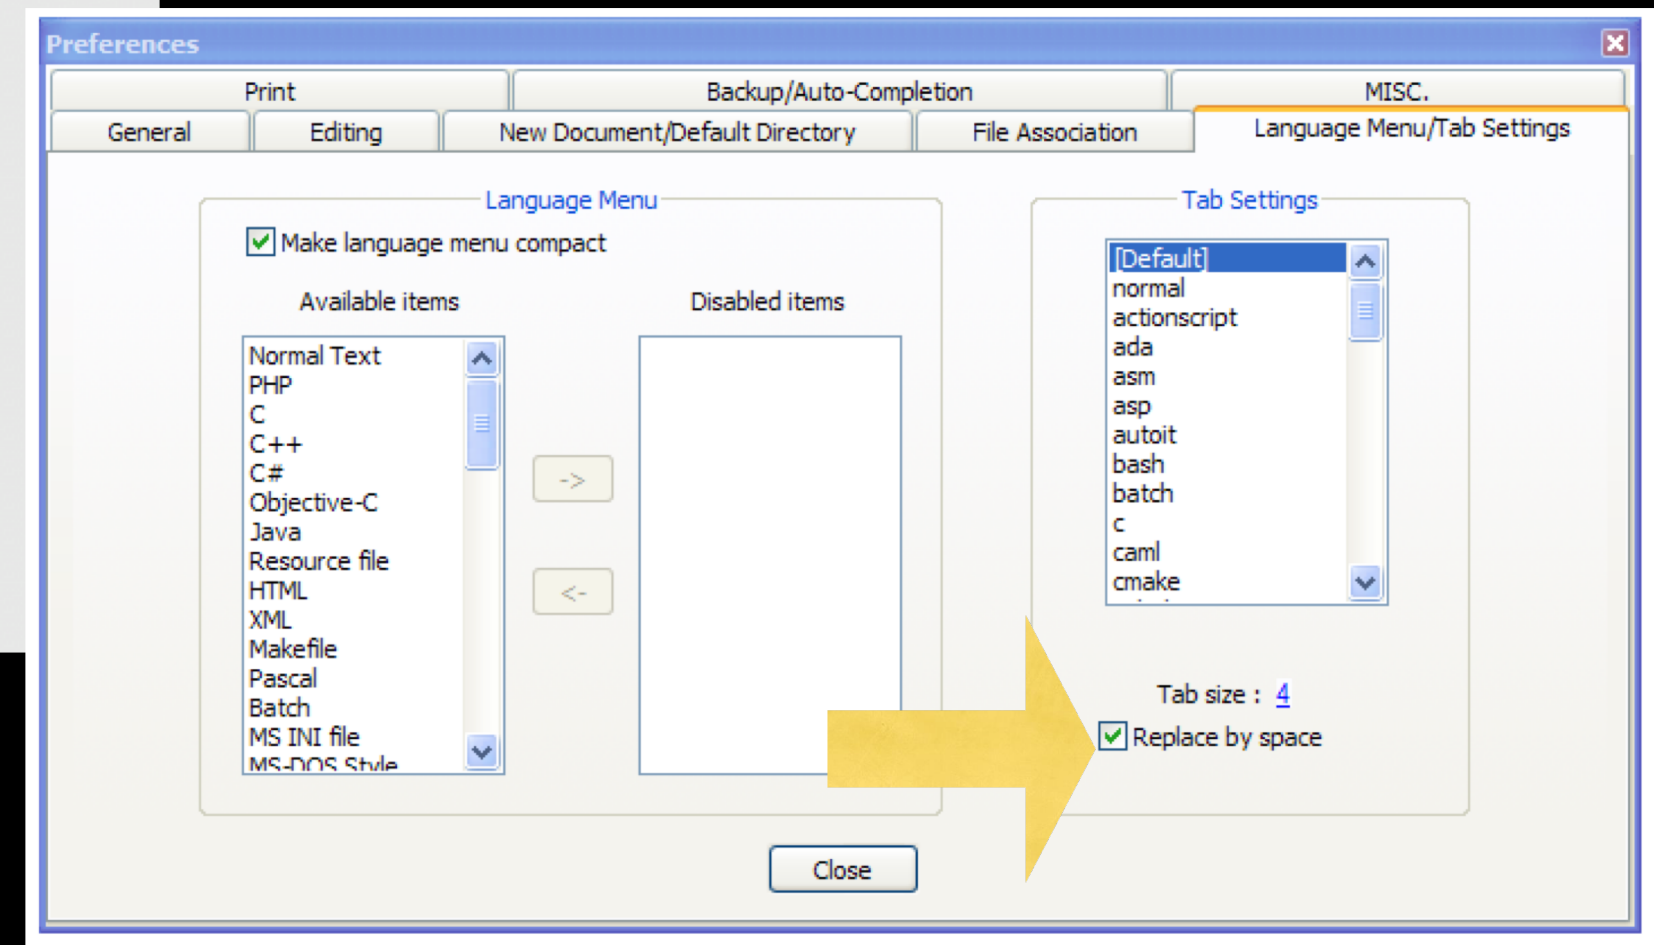 Preferences
Print
Backup/Auto-Completion
MISC.
General
Editing
New Document/Default Directory
File Association
Language Menu/Tab Settings
Language Menu
Make language menu compact
Available items
Normal Text
PHP
C
C++
C#
Objective-C
Java
Resource file
HTML
XML
Makefile
Pascal
Batch
MS INI file
MS-DOS Style
->
<-
Disabled items
Tab Settings
[Default]
normal
actionscript
ada
asm
asp
autoit
bash
batch
c
caml
cmake
Tab size : 4
Replace by space
Close